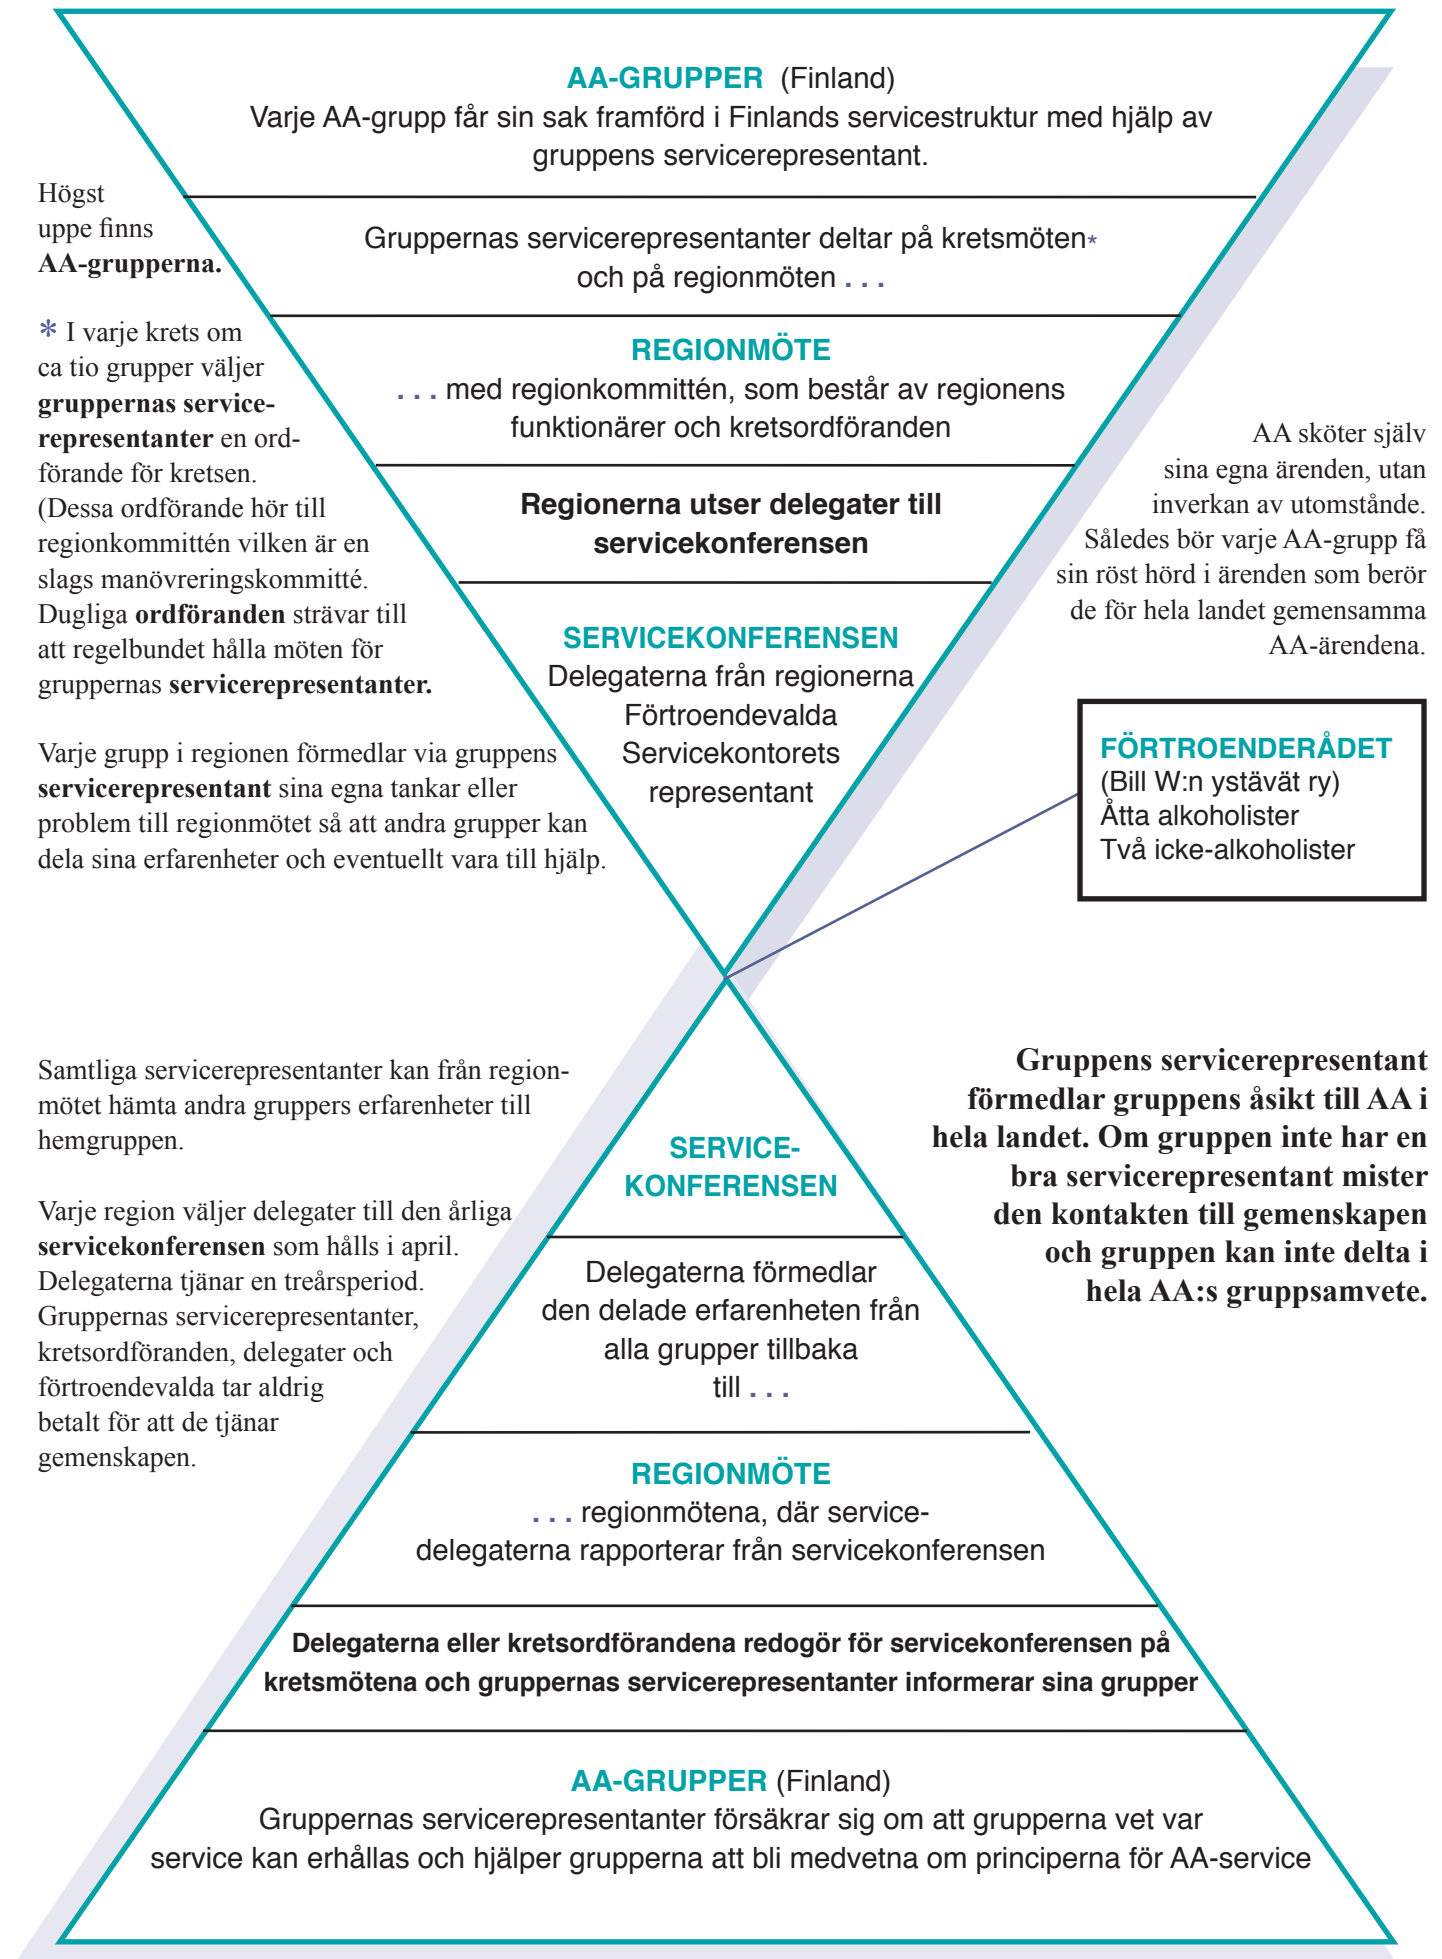 AA-GRUPPER (Finland)
Varje AA-grupp får sin sak framförd i Finlands servicestruktur med hjälp av
gruppens servicerepresentant.
Gruppernas servicerepresentanter deltar på kretsmöten*
och på regionmöten . . .
REGIONMÖTE
. . . med regionkommittén, som består av regionens
funktionärer och kretsordföranden
Regionerna utser delegater till
servicekonferensen
SERVICEKONFERENSEN
Delegaterna från regionerna
Förtroendevalda
Servicekontorets
representant
Högst
uppe finns
AA-grupperna.
* I varje krets om
ca tio grupper väljer
gruppernas service-
representanter en ord-
förande för kretsen.
(Dessa ordförande hör till
regionkommittén vilken är en
slags manövreringskommitté.
Dugliga ordföranden strävar till
att regelbundet hålla möten för
gruppernas servicerepresentanter.
Varje grupp i regionen förmedlar via gruppens
servicerepresentant sina egna tankar eller
problem till regionmötet så att andra grupper kan
dela sina erfarenheter och eventuellt vara till hjälp.
AA sköter själv
sina egna ärenden, utan
inverkan av utomstånde.
Således bör varje AA-grupp få
sin röst hörd i ärenden som berör
de för hela landet gemensamma
AA-ärendena.
FÖRTROENDERÅDET
(Bill W:n ystävät ry)
Åtta alkoholister
Två icke-alkoholister
Samtliga servicerepresentanter kan från region-
mötet hämta andra gruppers erfarenheter till
hemgruppen.
Varje region väljer delegater till den årliga
servicekonferensen som hålls i april.
Delegaterna tjänar en treårsperiod.
Gruppernas servicerepresentanter,
kretsordföranden, delegater och
förtroendevalda tar aldrig
betalt för att de tjänar
gemenskapen.
Gruppens servicerepresentant
förmedlar gruppens åsikt till AA i
hela landet. Om gruppen inte har en
bra servicerepresentant mister
den kontakten till gemenskapen
och gruppen kan inte delta i
hela AA:s gruppsamvete.
SERVICE-
KONFERENSEN
Delegaterna förmedlar
den delade erfarenheten från
alla grupper tillbaka
till . . .
REGIONMÖTE
. . . regionmötena, där service-
delegaterna rapporterar från servicekonferensen
Delegaterna eller kretsordförandena redogör för servicekonferensen på
kretsmötena och gruppernas servicerepresentanter informerar sina grupper
AA-GRUPPER (Finland)
Gruppernas servicerepresentanter försäkrar sig om att grupperna vet var
service kan erhållas och hjälper grupperna att bli medvetna om principerna för AA-service